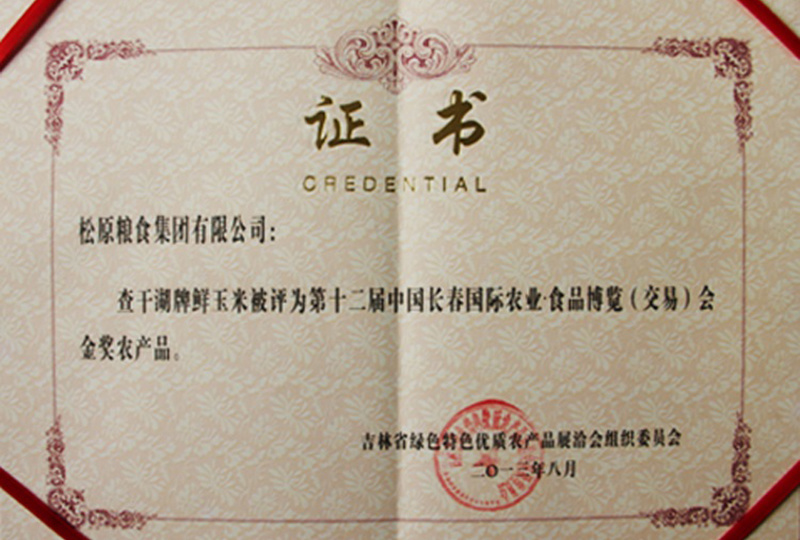 证书
CREDENTIAL
松原粮食集团有限公司：
查干湖牌鲜玉米被评为第十二届中国长春国际农业·食品博览（交易）会
金奖农产品。
吉林省绿色特色优质农产品展洽会组织委员会
二〇一三年八月